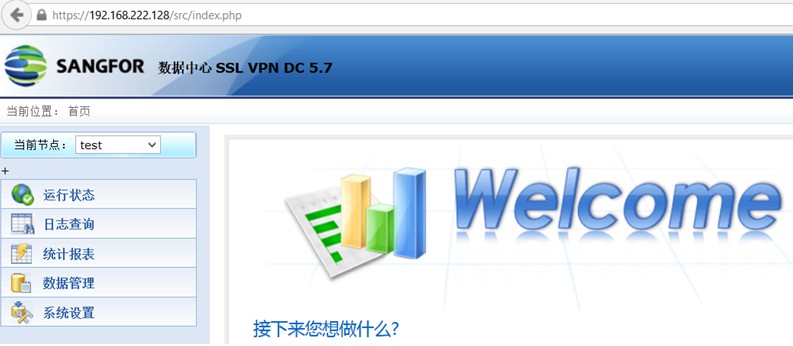 https://192.168.222.128/src/index.php
SANGFOR 数据中心 SSL VPN DC 5.7
当前位置： 首页
当前节点： test
+
运行状态
日志查询
统计报表
数据管理
系统设置
Welcome
接下来您想做什么?